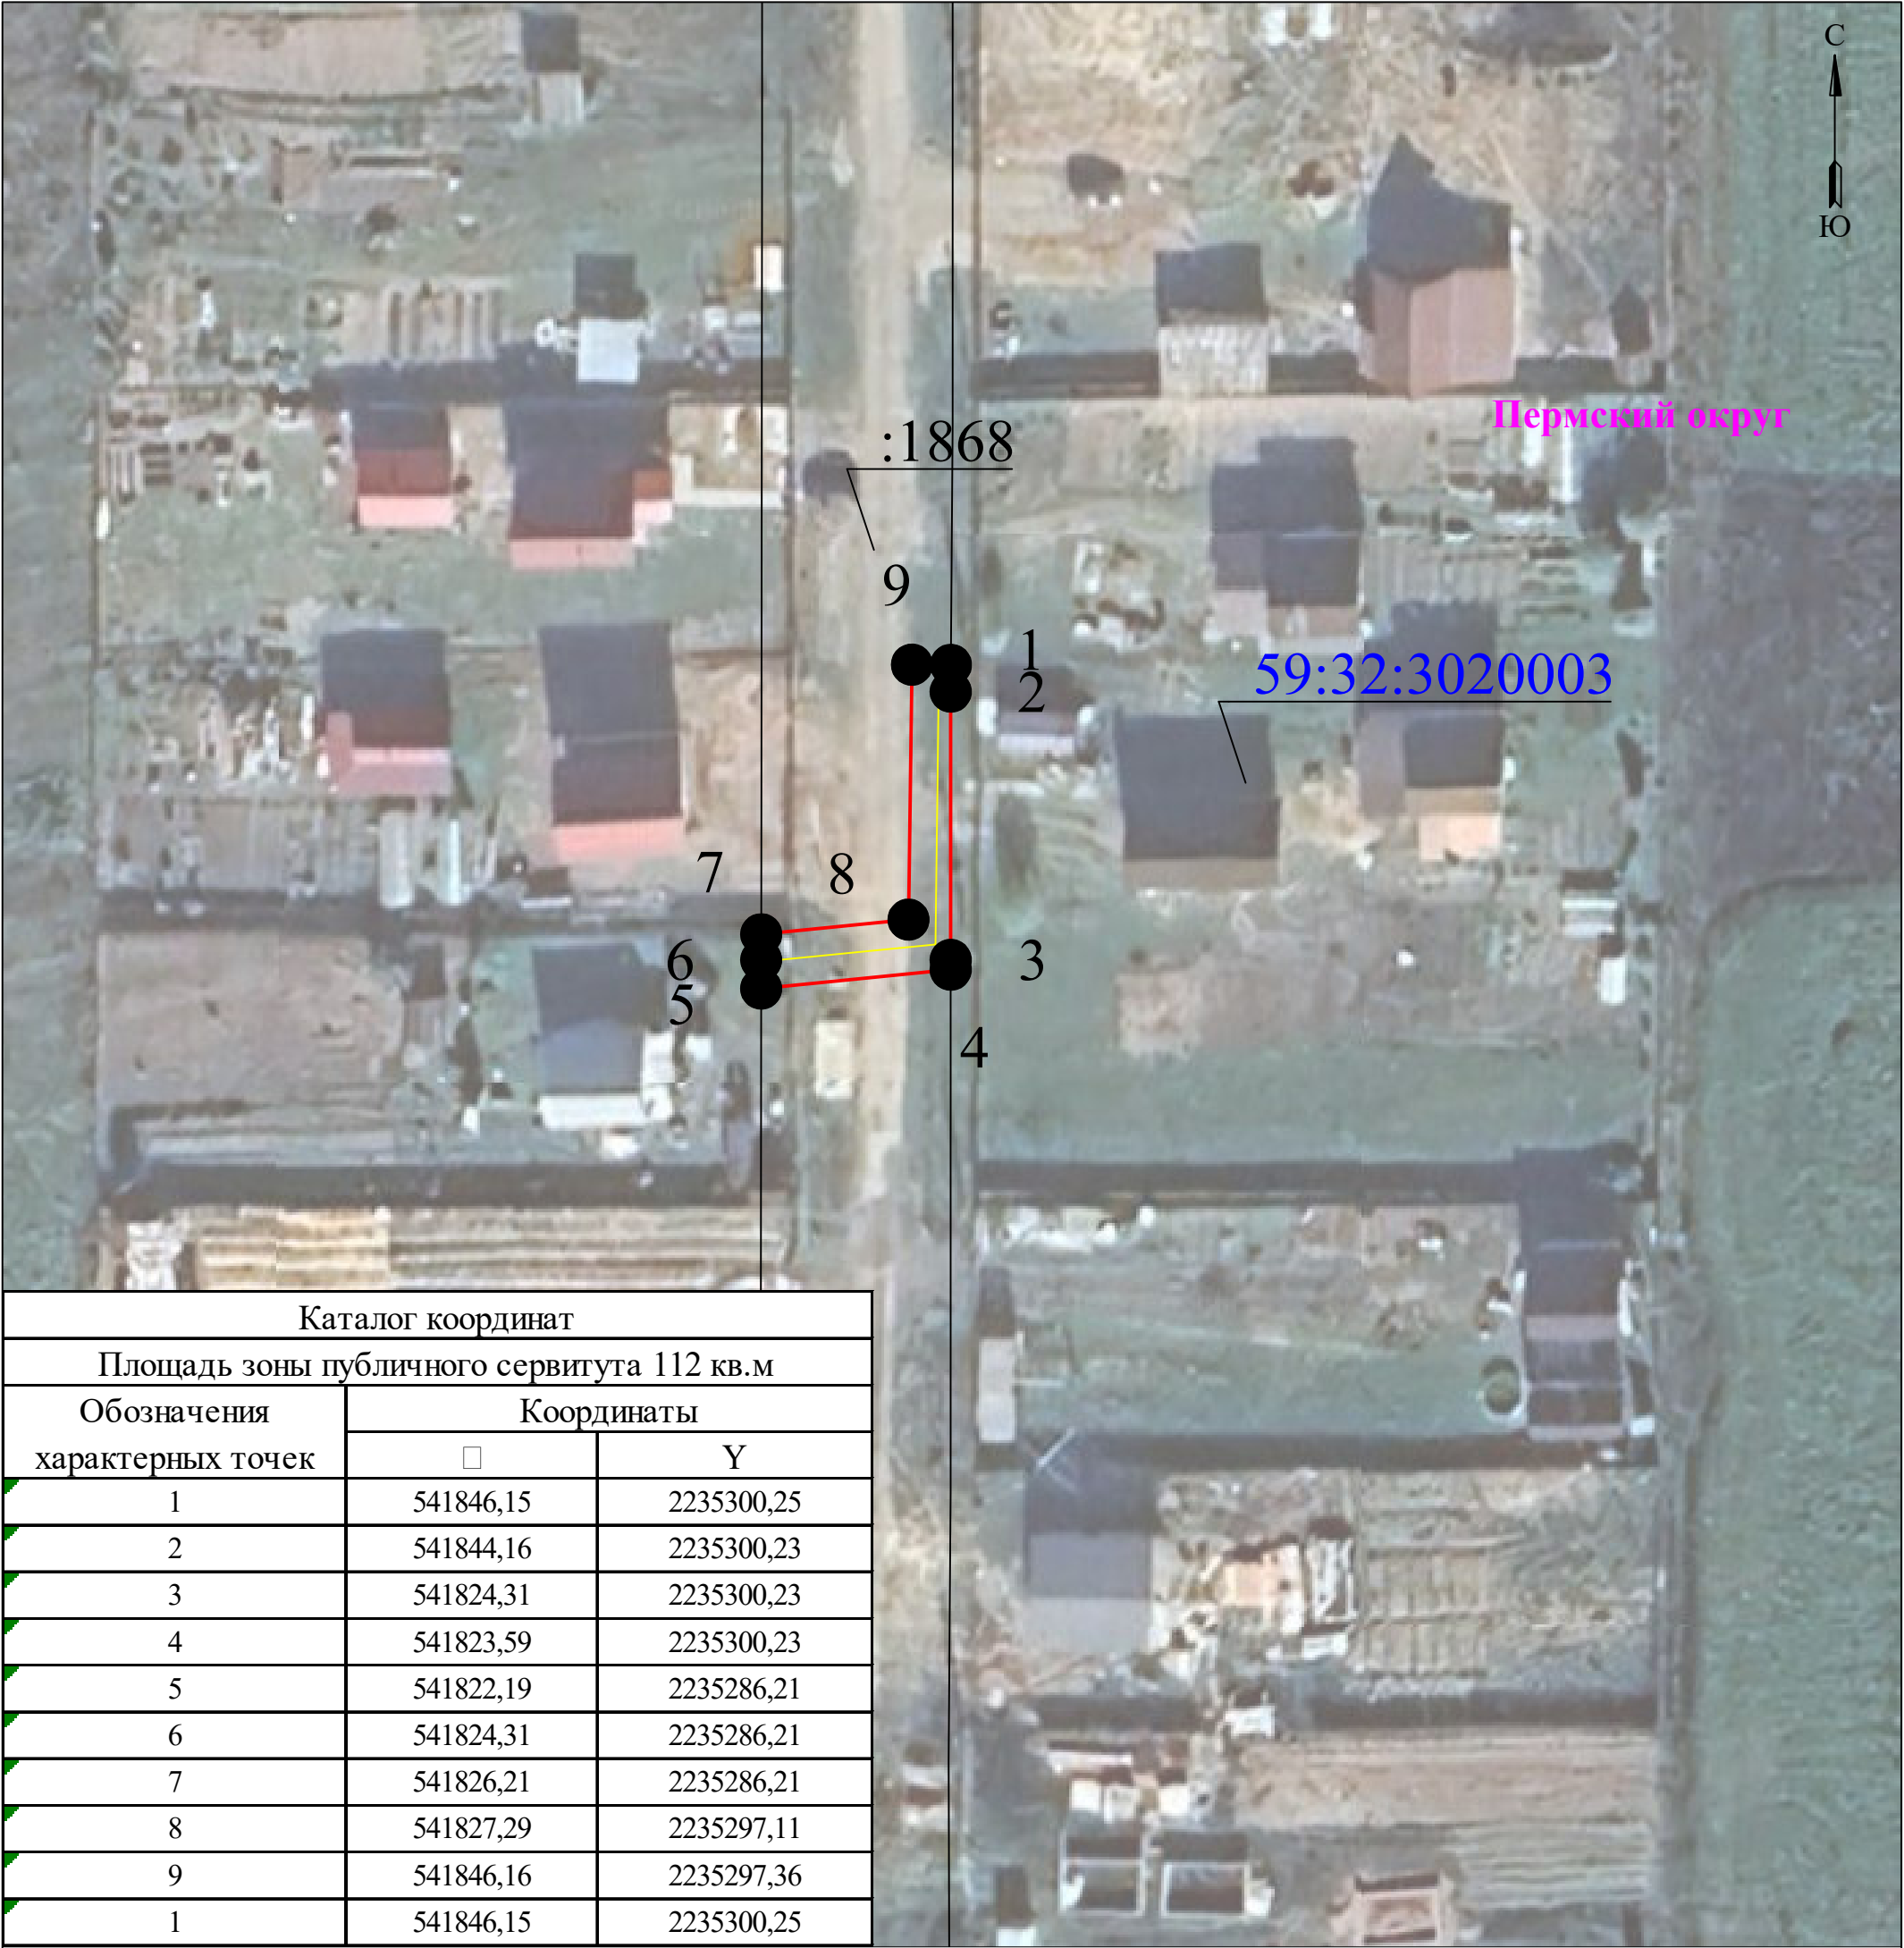 С
Ю
:1868
Пермский округ
9
1
59:32:3020003
2
7
8
6
3
5
4
Каталог координат
Площадь зоны публичного сервитута 112 кв.м
Обозначения характерных точек
Координаты
□ Y
1 541846,15 2235300,25
2 541844,16 2235300,23
3 541824,31 2235300,23
4 541823,59 2235300,23
5 541822,19 2235286,21
6 541824,31 2235286,21
7 541826,21 2235286,21
8 541827,29 2235297,11
9 541846,16 2235297,36
1 541846,15 2235300,25